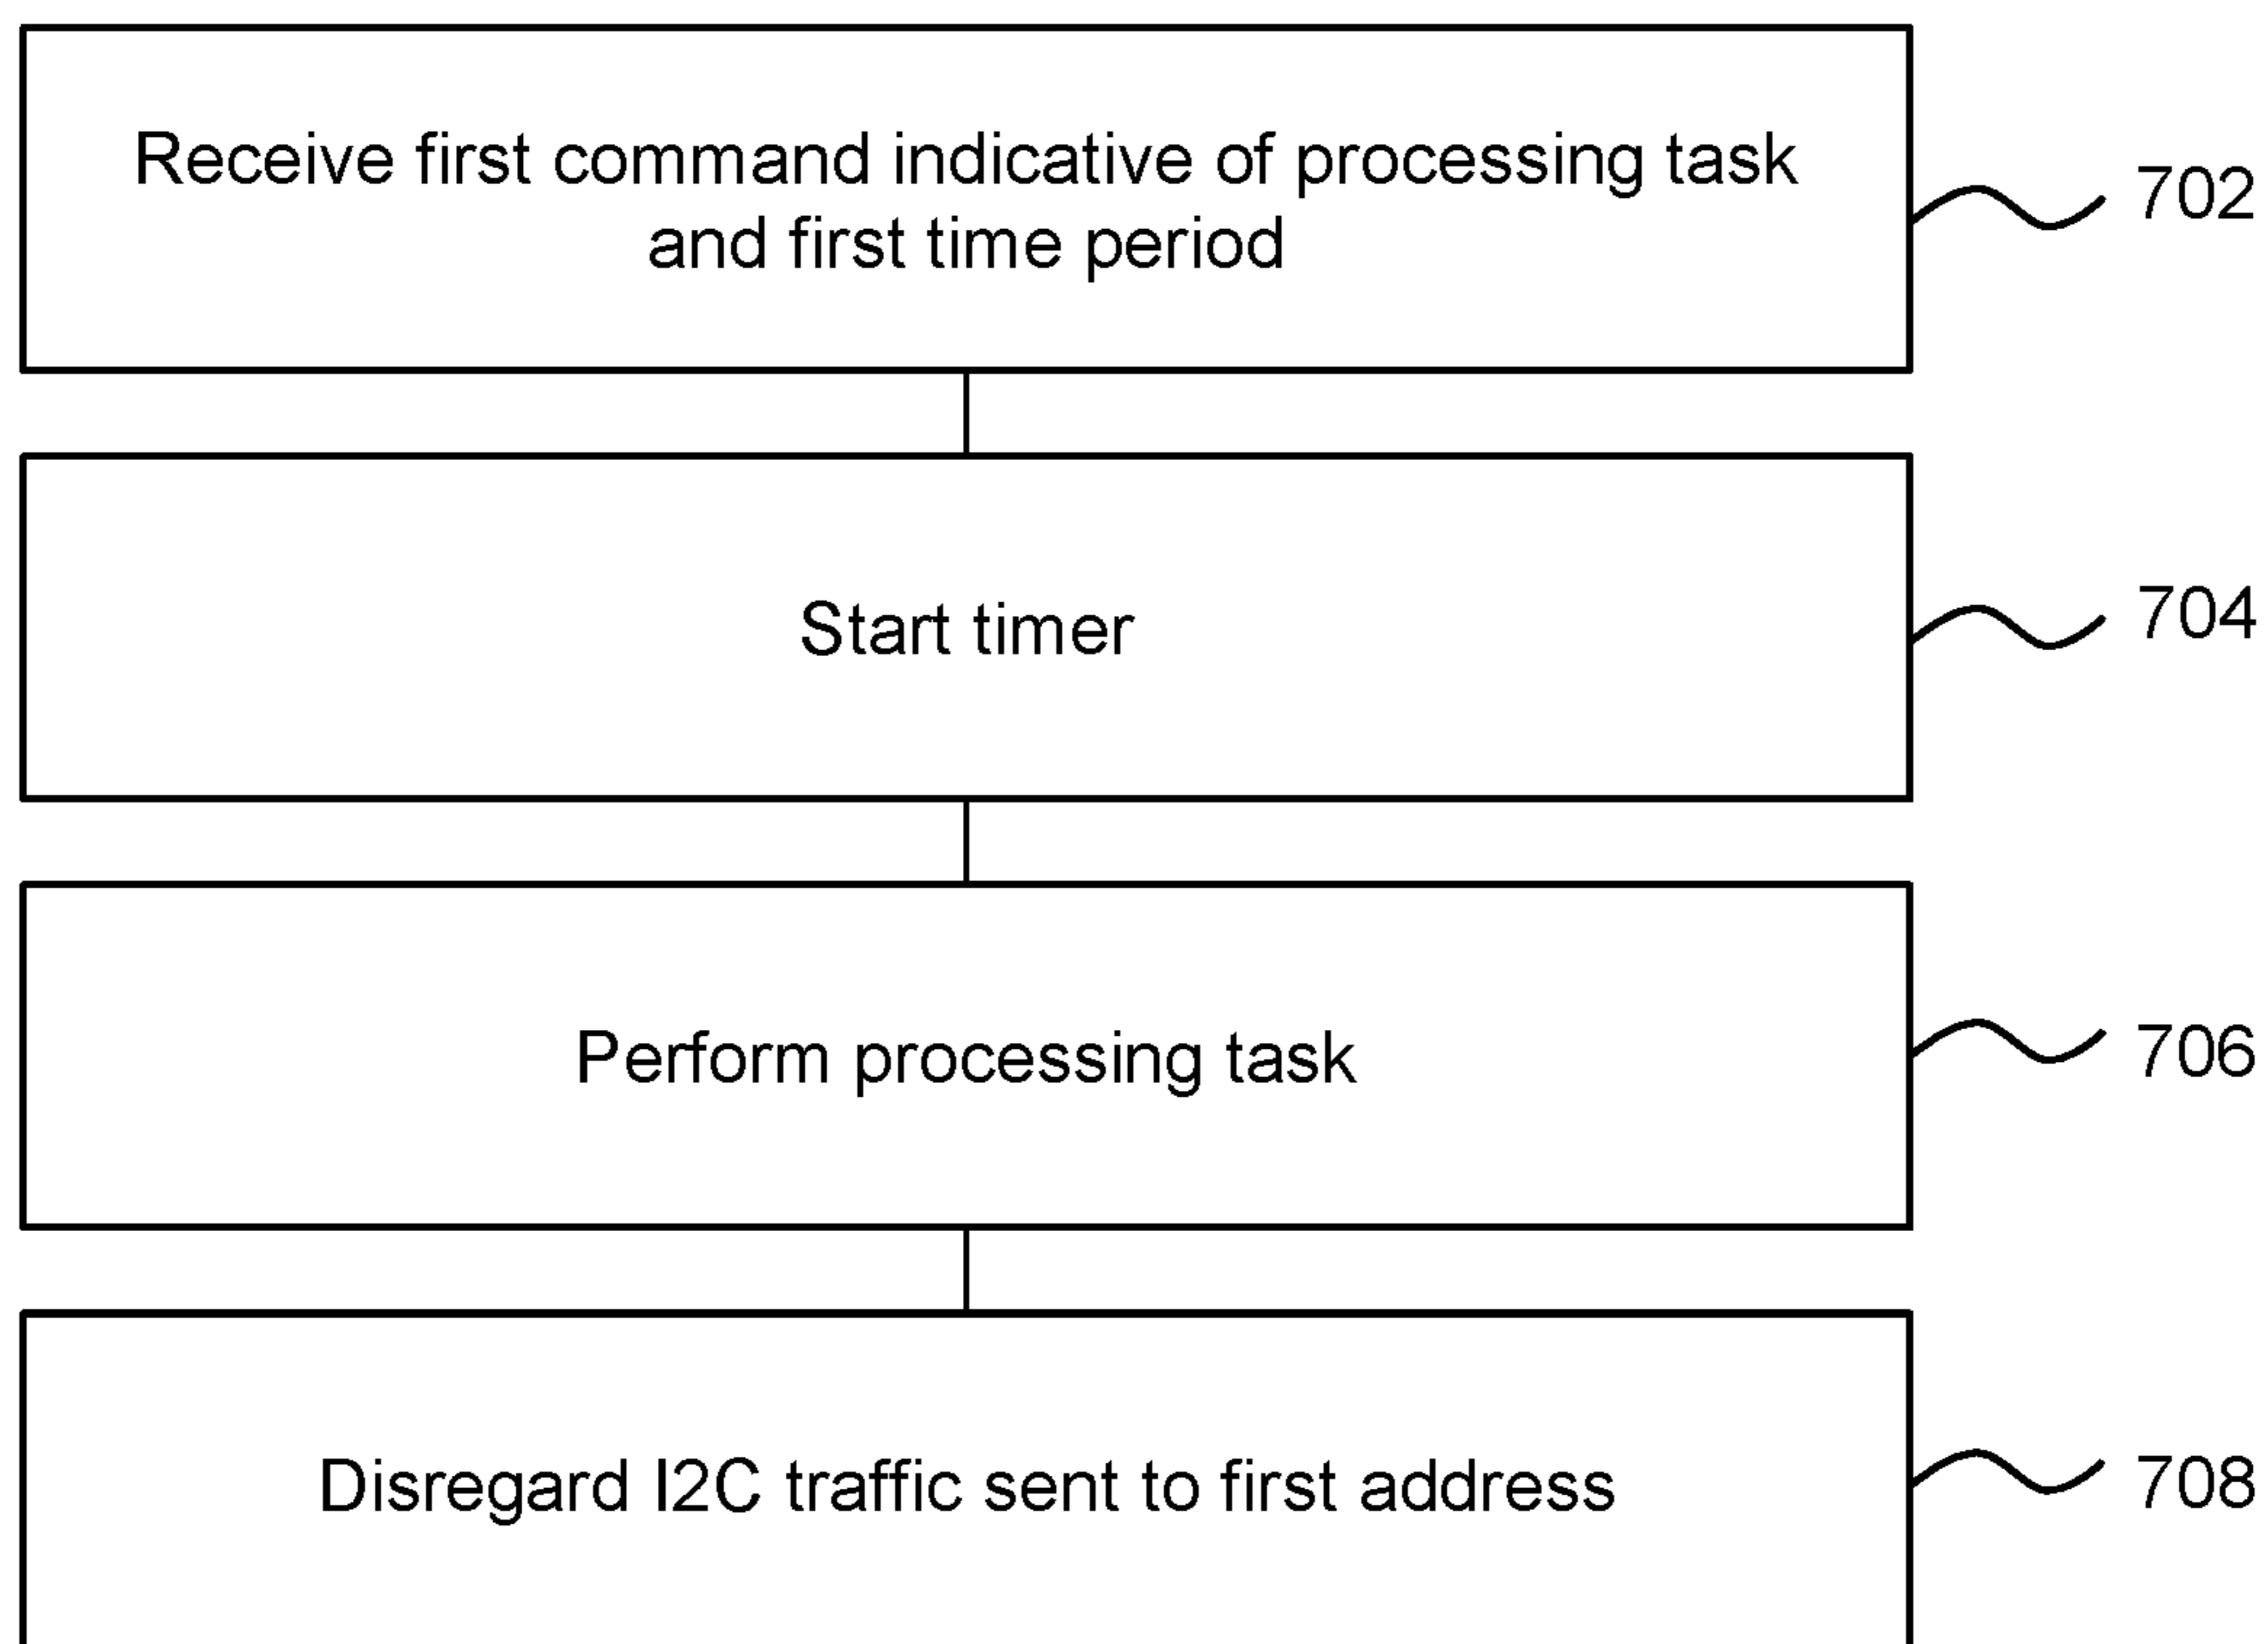 Receive first command indicative of processing task
and first time period
702
Start timer
704
Perform processing task
706
Disregard I2C traffic sent to first address
708